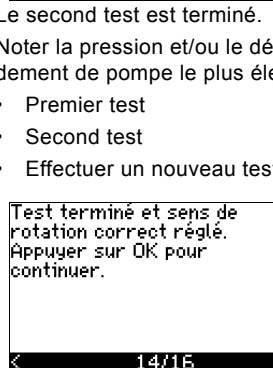 Le second test est terminé.
Noter la pression et/ou le dé
dement de pompe le plus éle
• Premier test
• Second test
• Effectuer un nouveau test
Test terminé et sens de
rotation correct réglé.
Appuyer sur OK pour
continuer.
< 14/16